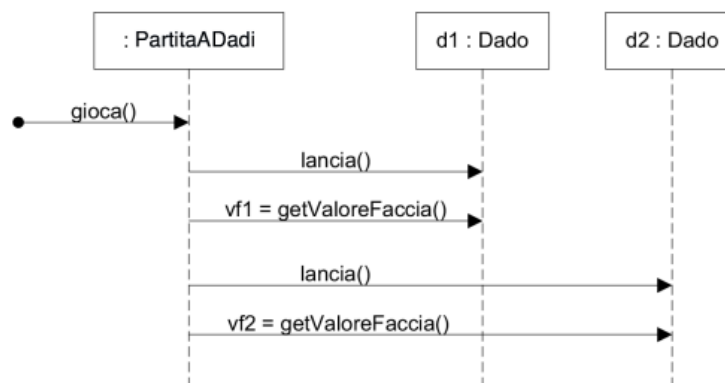 : PartitaADadi
d1 : Dado
d2 : Dado
gioca()
lancia()
vf1 = getValoreFaccia()
lancia()
vf2 = getValoreFaccia()